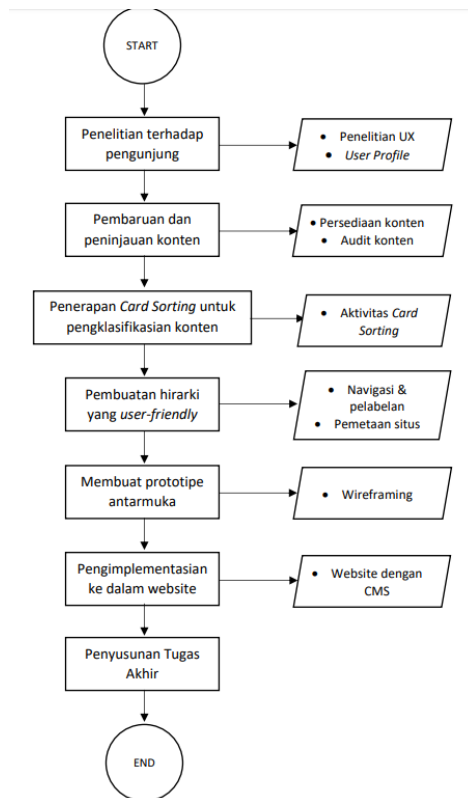 START
Penelitian terhadap
pengunjung
• Penelitian UX
• User Profile
Pembaruan dan
peninjauan konten
• Persediaan konten
• Audit konten
Penerapan Card Sorting untuk
pengklasifikasian konten
• Aktivitas Card
Sorting
Pembuatan hirarki
yang user-friendly
• Navigasi &
pelabelan
• Pemetaan situs
Membuat prototipe
antarmuka
• Wireframing
Pengimplementasian
ke dalam website
• Website dengan
CMS
Penyusunan Tugas
Akhir
END